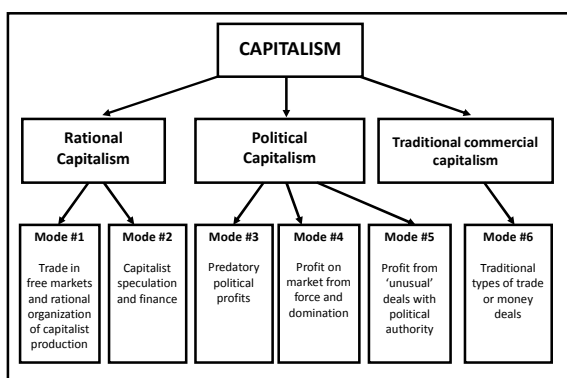 CAPITALISM
Rational
Capitalism
Political
Capitalism
Traditional commercial
capitalism
Mode #1
Trade in
free markets
and rational
organization
of capitalist
production
Mode #2
Capitalist
speculation
and finance
Mode #3
Predatory
political
profits
Mode #4
Profit on
market from
force and
domination
Mode #5
Profit from
‘unusual’
deals with
political
authority
Mode #6
Traditional
types of trade
or money
deals